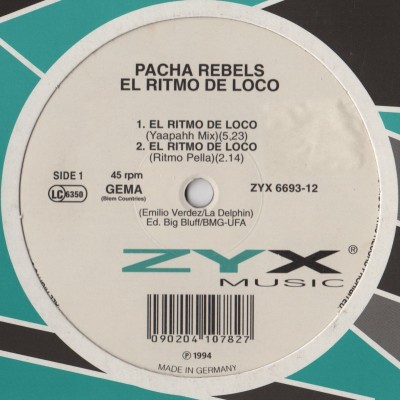 PACHA REBELS
EL RITMO DE LOCO
1. EL RITMO DE LOCO
(Yaapahh Mix)(5,23)
2. EL RITMO DE LOCO
(Ritmo Pella)(2.14)
SIDE 1
45 rpm
LC 6350
GEMA
(Biem Countries)
ZYX 6693-12
(Emilio Verdez/La Delphin)
Ed. Big Bluff/BMG-UFA
ZYX ®
MUSIC
090204 107827
℗ 1994
MADE IN GERMANY